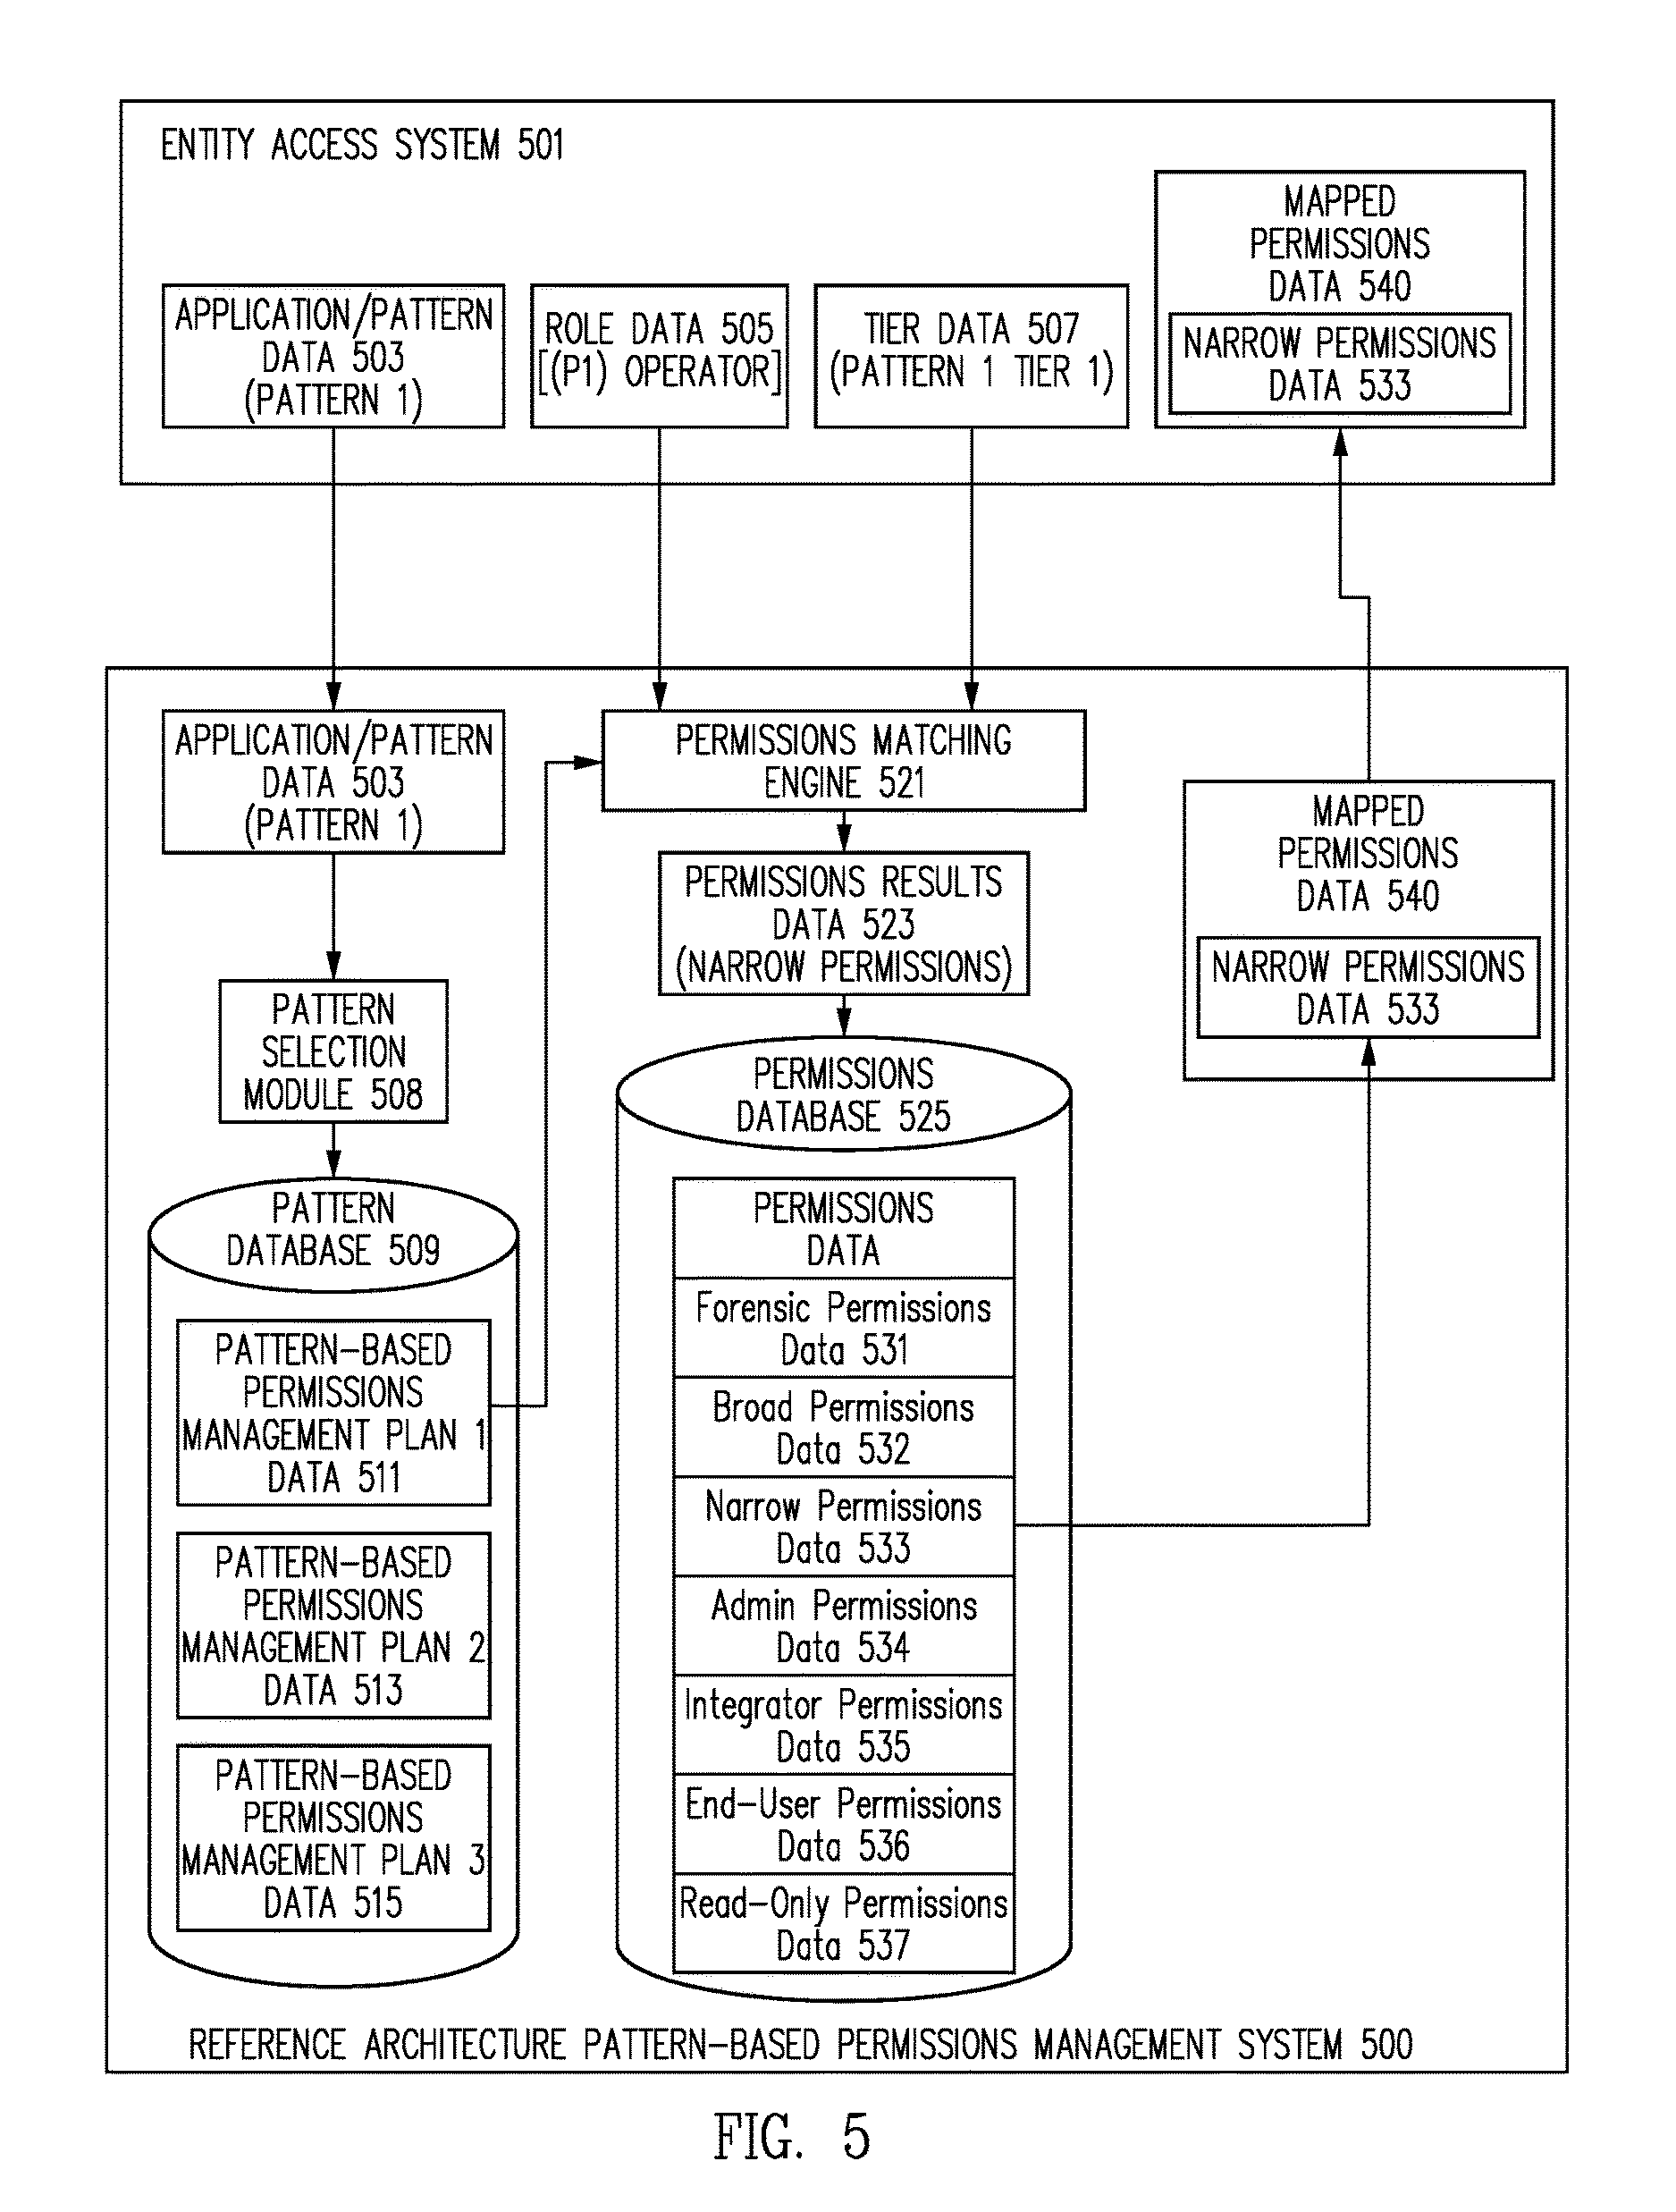 ENTITY ACCESS SYSTEM 501
MAPPED
PERMISSIONS
DATA 540
NARROW PERMISSIONS
DATA 533
APPLICATION/PATTERN
DATA 503
(PATTERN 1)
ROLE DATA 505
[(P1) OPERATOR]
TIER DATA 507
(PATTERN 1 TIER 1)
APPLICATION/PATTERN
DATA 503
(PATTERN 1)
PERMISSIONS MATCHING
ENGINE 521
MAPPED
PERMISSIONS
DATA 540
NARROW PERMISSIONS
DATA 533
PERMISSIONS RESULTS
DATA 523
(NARROW PERMISSIONS)
PATTERN
SELECTION
MODULE 508
PERMISSIONS
DATABASE 525
PATTERN
DATABASE 509
PATTERN-BASED
PERMISSIONS
MANAGEMENT PLAN 1
DATA 511
PATTERN-BASED
PERMISSIONS
MANAGEMENT PLAN 2
DATA 513
PATTERN-BASED
PERMISSIONS
MANAGEMENT PLAN 3
DATA 515
PERMISSIONS
DATA
Forensic Permissions
Data 531
Broad Permissions
Data 532
Narrow Permissions
Data 533
Admin Permissions
Data 534
Integrator Permissions
Data 535
End-User Permissions
Data 536
Read-Only Permissions
Data 537
REFERENCE ARCHITECTURE PATTERN-BASED PERMISSIONS MANAGEMENT SYSTEM 500
FIG. 5